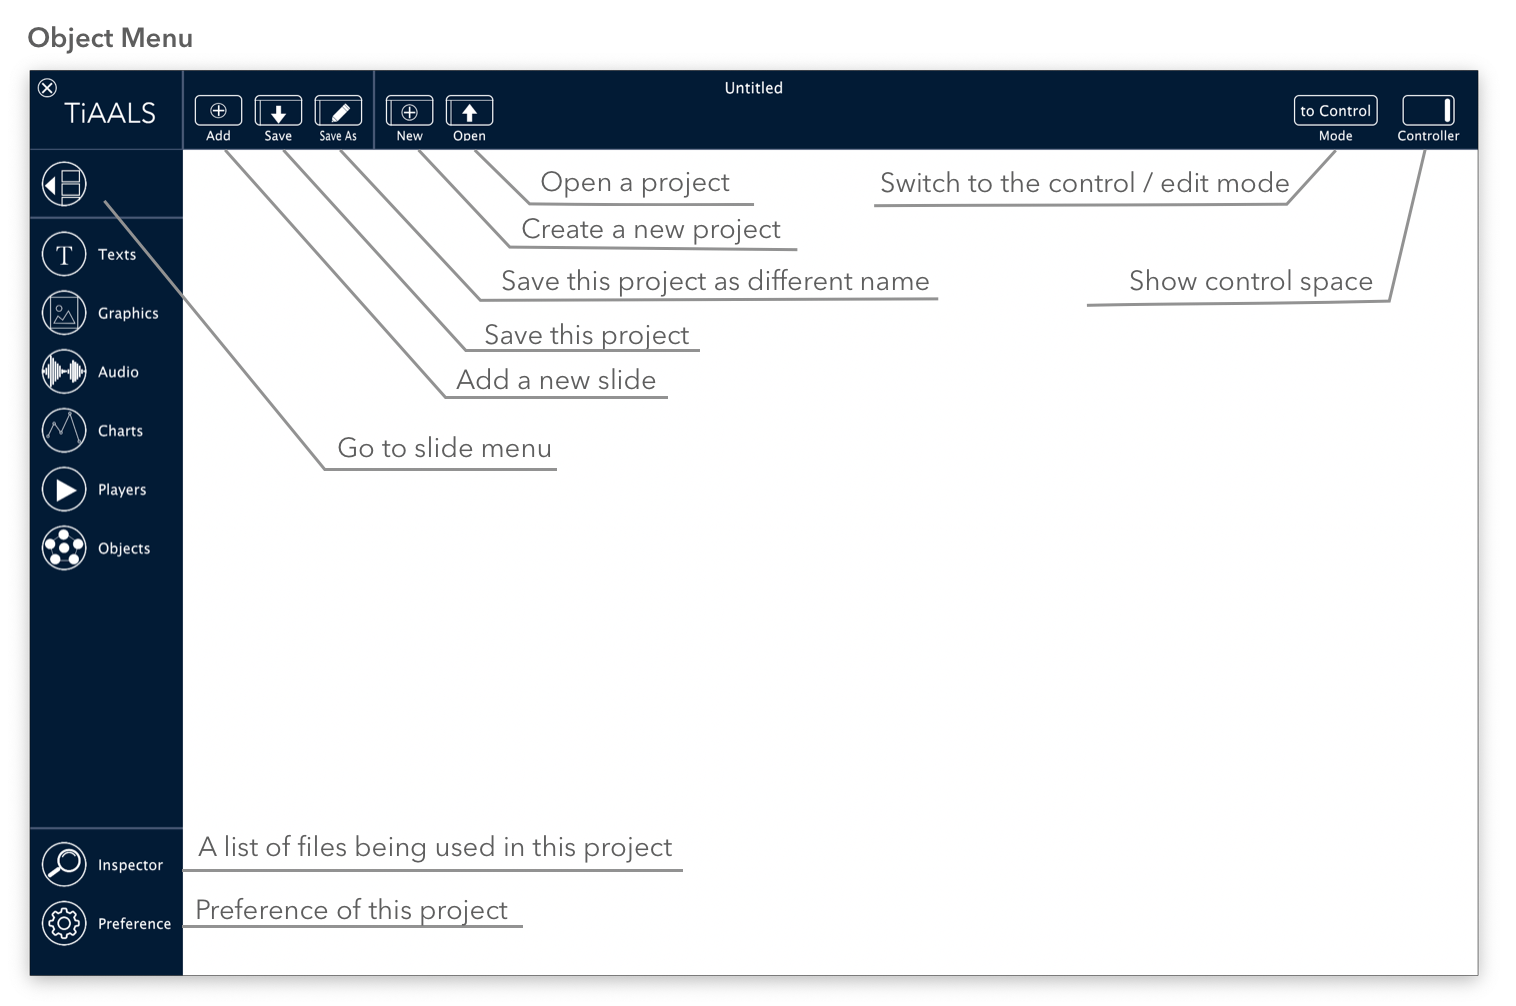 Object Menu
Untitled
TiAALS
to Control
Add
Save
Save As
New
Open
Mode
Controller
Open a project
Switch to the control / edit mode
Create a new project
T
Texts
Save this project as different name
Show control space
Graphics
Save this project
Audio
Add a new slide
Charts
Go to slide menu
Players
Objects
A list of files being used in this project
Inspector
Preference of this project
Preference